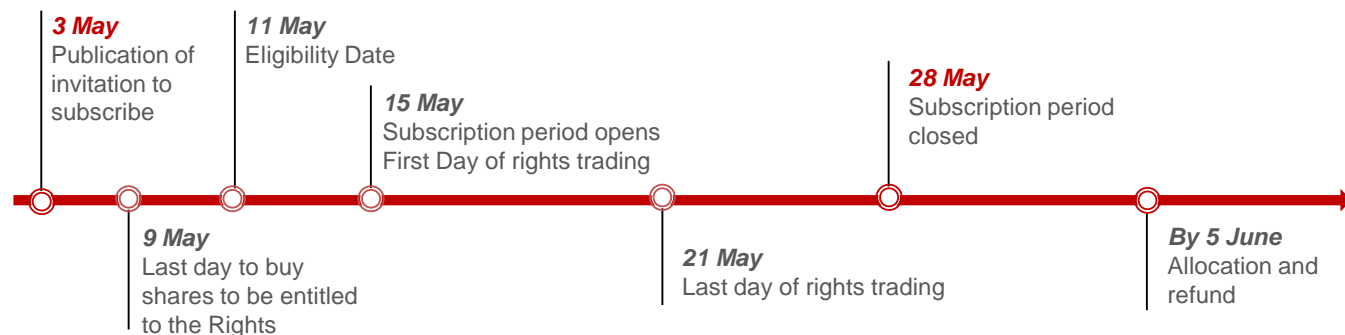 3 May
Publication of
invitation to
subscribe
9 May
Last day to buy
shares to be entitled
to the Rights
11 May
Eligibility Date
15 May
Subscription period opens
First Day of rights trading
21 May
Last day of rights trading
28 May
Subscription period
closed
By 5 June
Allocation and
refund